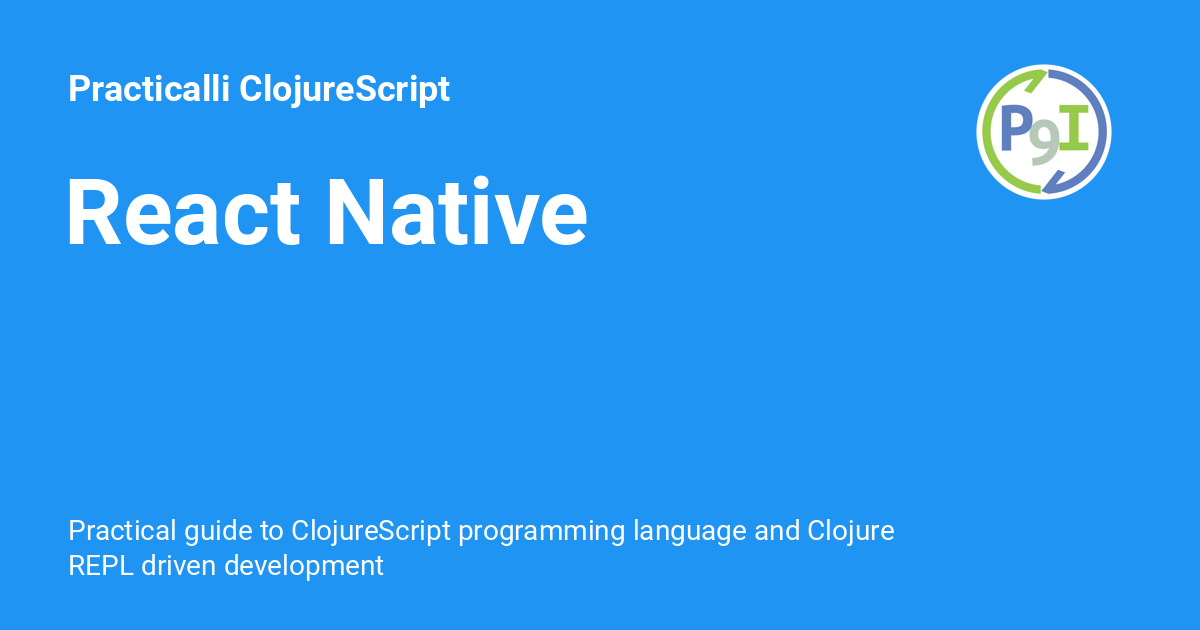 Practicalli ClojureScript
P9I
React Native
Practical guide to ClojureScript programming language and Clojure
REPL driven development